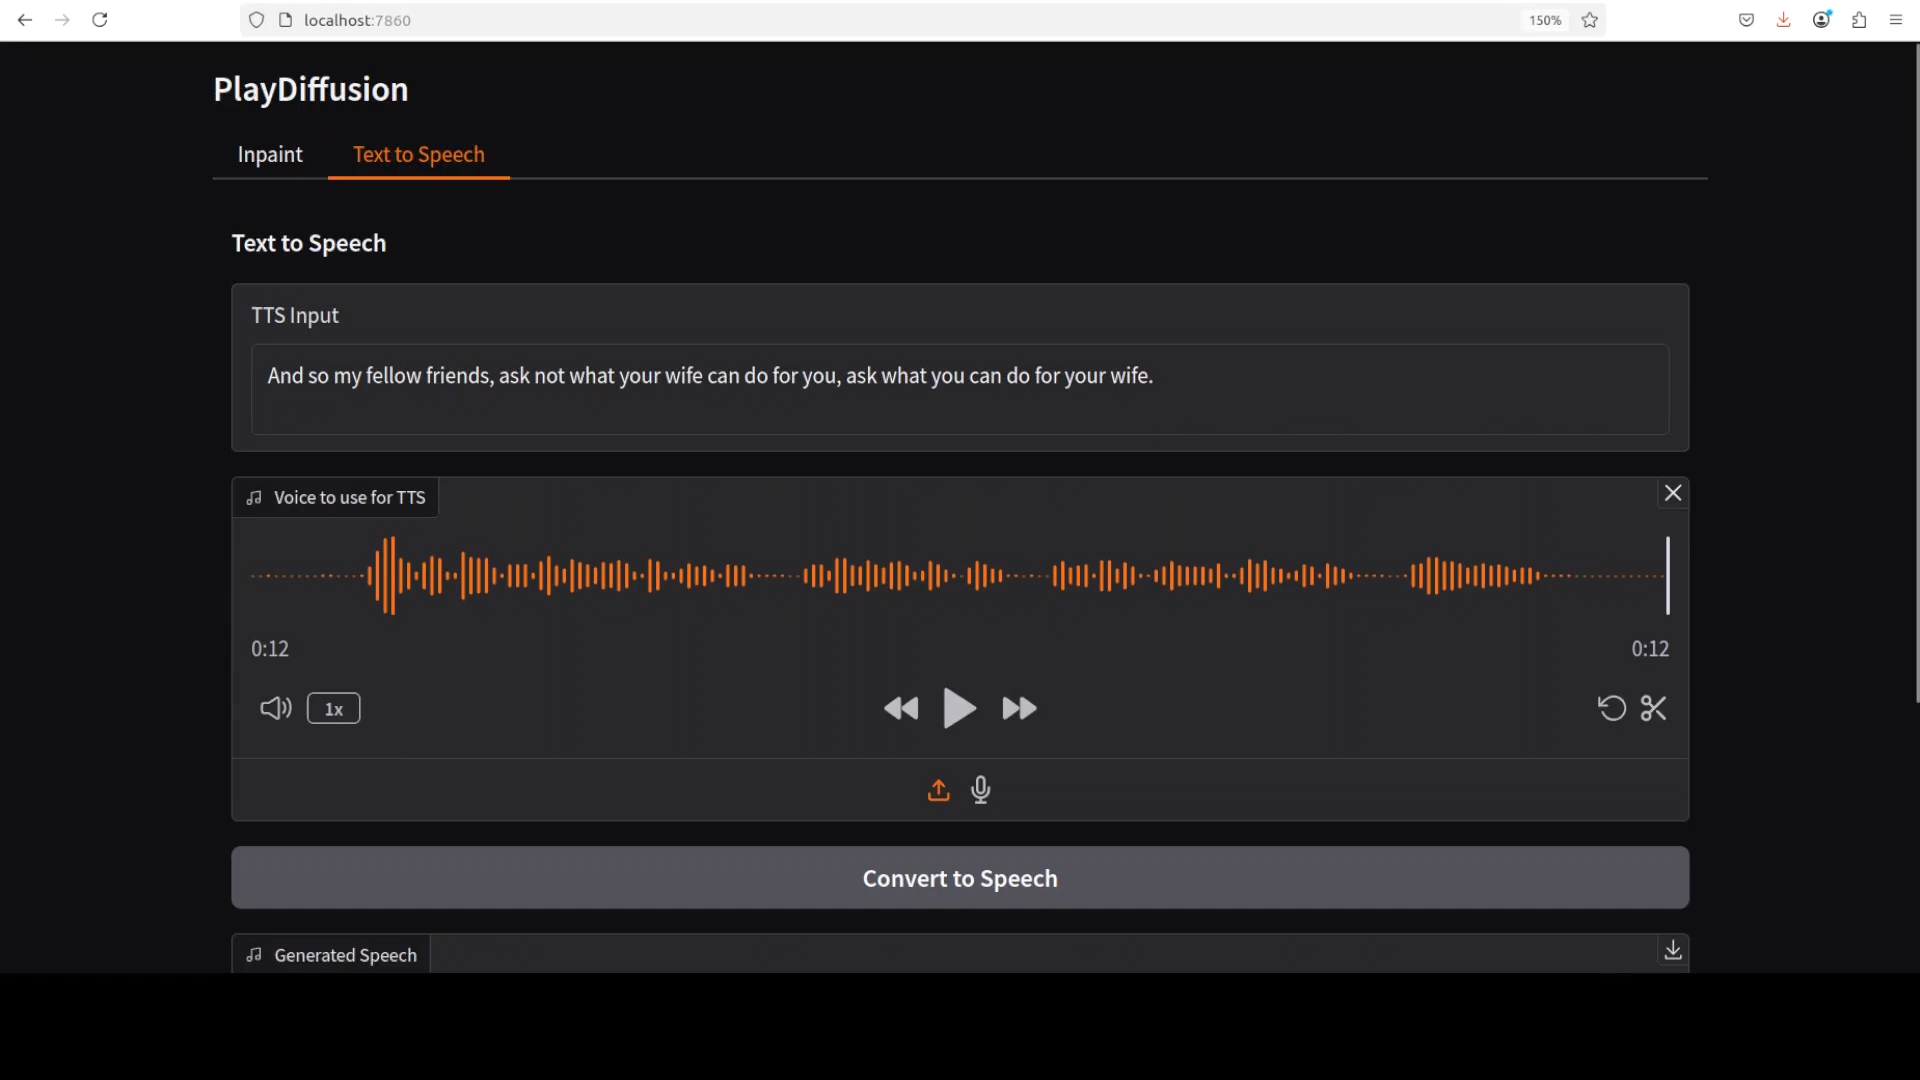 localhost:7860
150%
PlayDiffusion
Inpaint
Text to Speech
Text to Speech
TTS Input
And so my fellow friends, ask not what your wife can do for you, ask what you can do for your wife.
Voice to use for TTS
0:12
0:12
1x
Convert to Speech
Generated Speech